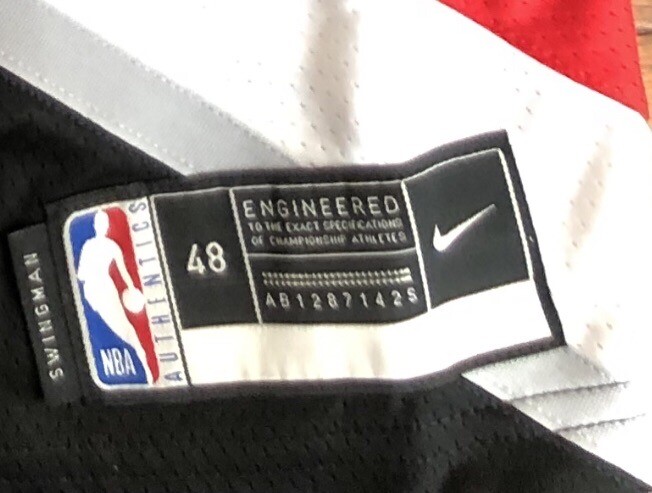 SWINGMAN
NBA
AUTHENTICS
48
ENGINEERED
TO THE EXACT SPECIFICATIONS
OF CHAMPIONSHIP ATHLETES
AB1287142S